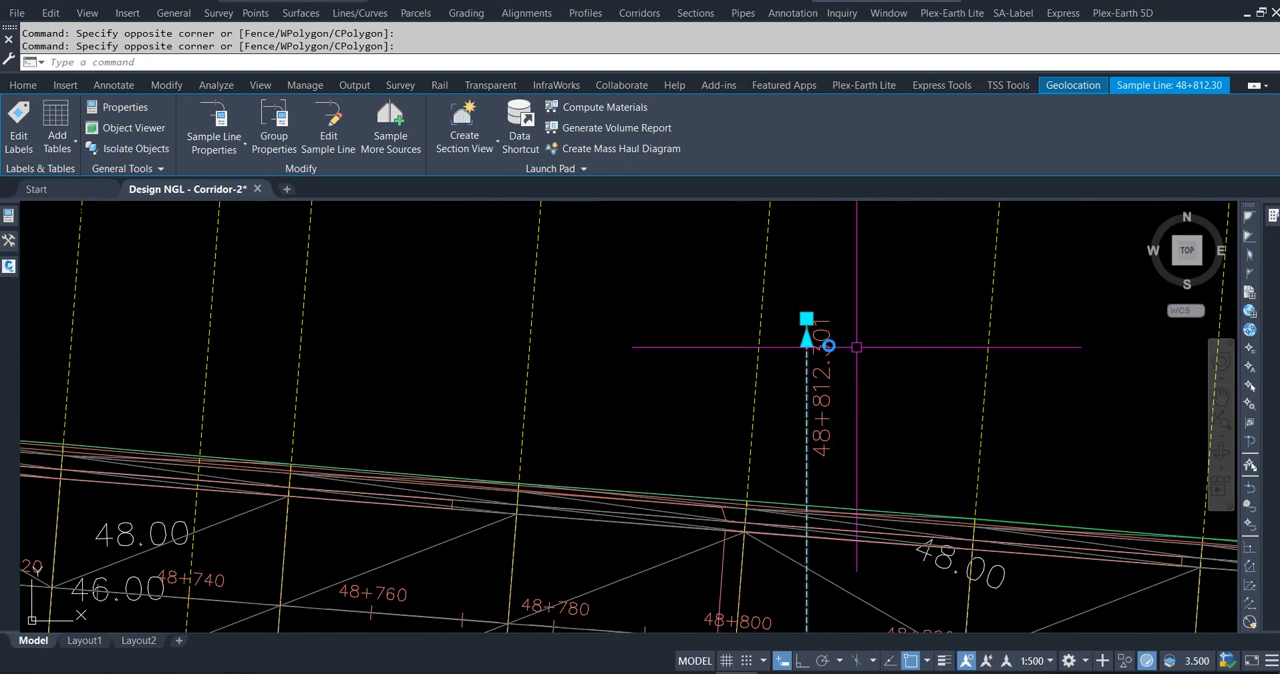 File Edit View Insert General Survey Points Surfaces Lines/Curves Parcels Grading Alignments Profiles Corridors Sections Pipes Annotation Inquiry Window Plex-Earth Lite SA-Label Express Plex-Earth 5D
Command: Specify opposite corner or [Fence/WPolygon/CPolygon]:
Command: Specify opposite corner or [Fence/WPolygon/CPolygon]:
Type a command
Home Insert Annotate Modify Analyze View Manage Output Survey Rail Transparent InfraWorks Collaborate Help Add-ins Featured Apps Plex-Earth Lite Express Tools TSS Tools Geolocation Sample Line: 48+812.30
Edit Labels
Add Tables
Properties
Object Viewer
Isolate Objects
Sample Line Properties
Group Properties
Edit Sample Line
Sample More Sources
Create Section View
Data Shortcut
Compute Materials
Generate Volume Report
Create Mass Haul Diagram
Labels & Tables General Tools Modify Launch Pad
Start Design NGL - Corridor-2* 
N
W TOP E
S
WCS
48+812.301
48.00
46.00
48.00
48+740
48+760
48+780
48+800
Y
X
Model Layout1 Layout2 +
MODEL 1:500 3.500